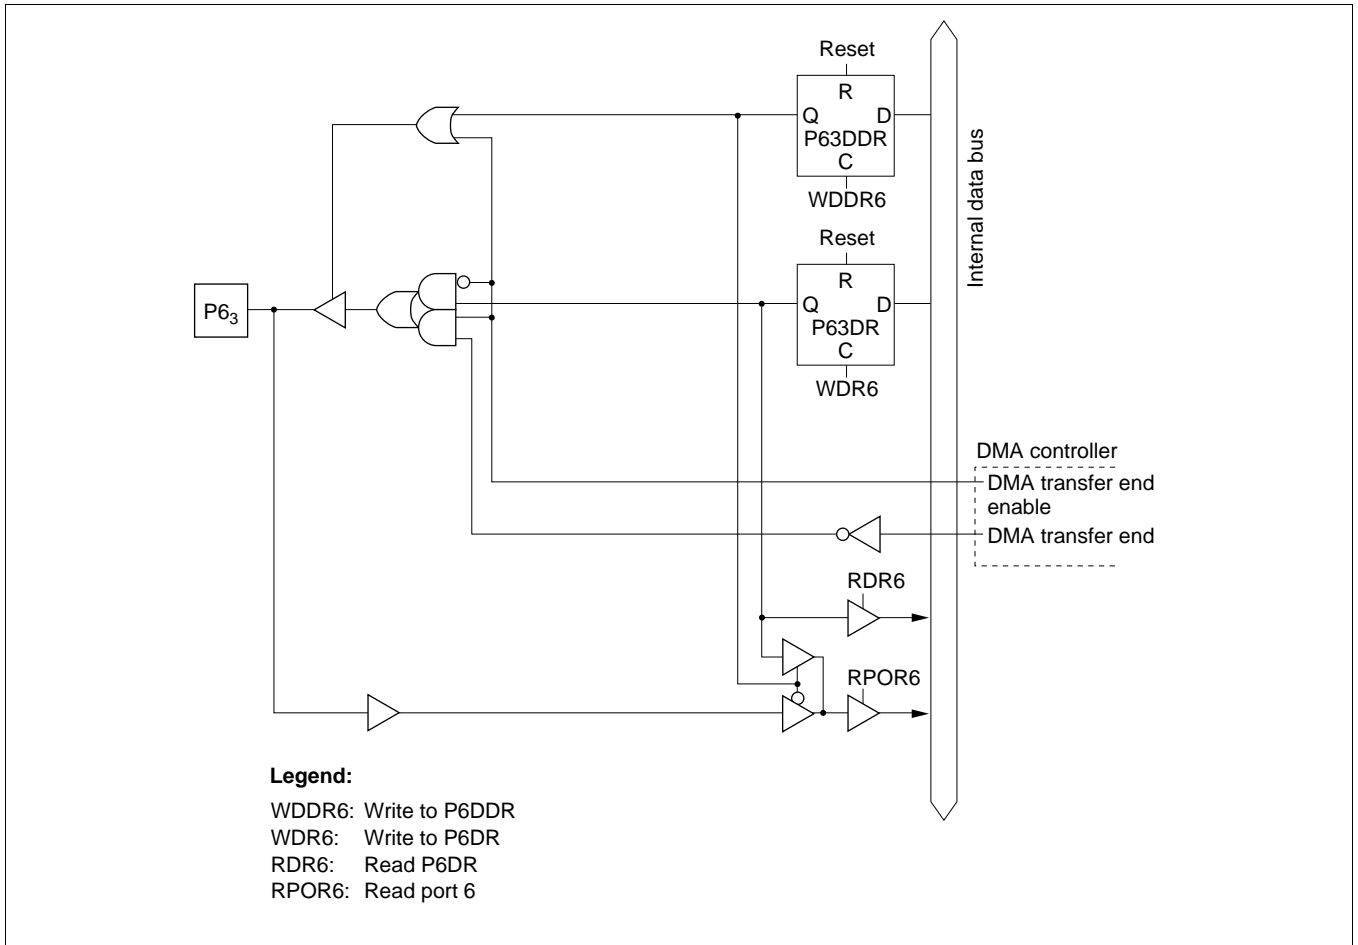 Reset
R
Q D
P63DDR
C
WDDR6
Internal data bus
Reset
R
Q D
P63DR
C
WDR6
P6₃
DMA controller
DMA transfer end
enable
DMA transfer end
RDR6
RPOR6
Legend:
WDDR6: Write to P6DDR
WDR6: Write to P6DR
RDR6: Read P6DR
RPOR6: Read port 6